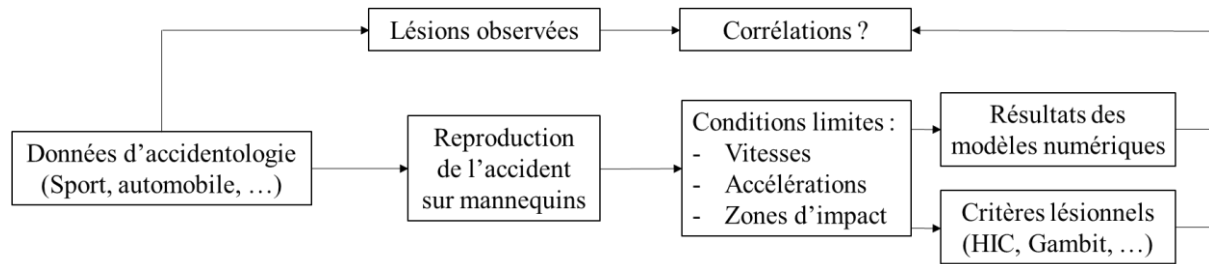 Lésions observées
Corrélations ?
Données d’accidentologie
(Sport, automobile, …)
Reproduction
de l’accident
sur mannequins
Conditions limites :
- Vitesses
- Accélérations
- Zones d’impact
Résultats des
modèles numériques
Critères lésionnels
(HIC, Gambit, …)